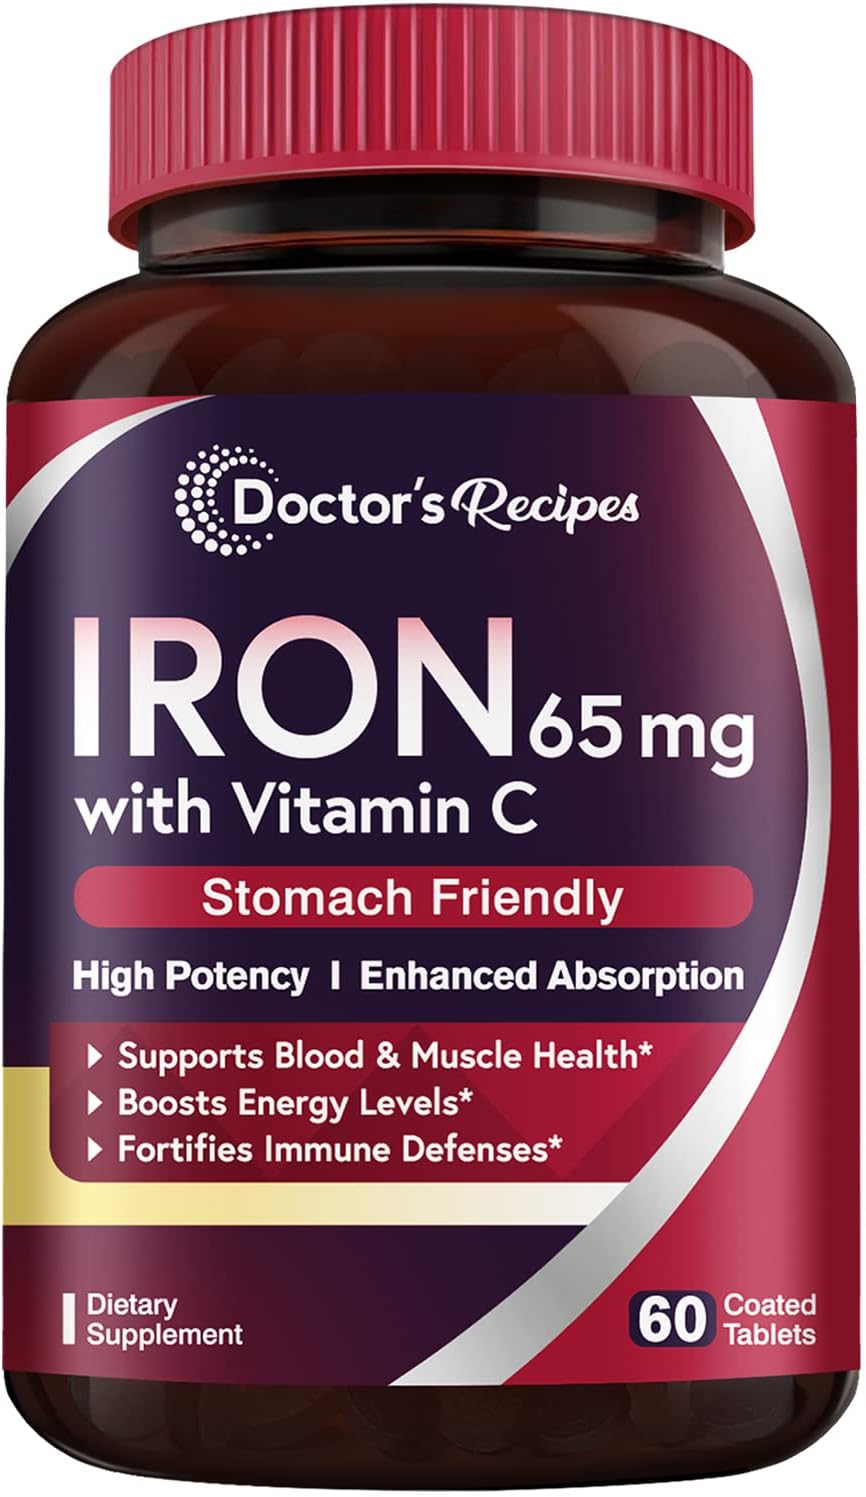 Doctor's Recipes
IRON 65 mg
with Vitamin C
Stomach Friendly
High Potency | Enhanced Absorption
Supports Blood & Muscle Health*
Boosts Energy Levels*
Fortifies Immune Defenses*
Dietary
Supplement
60 Coated
Tablets